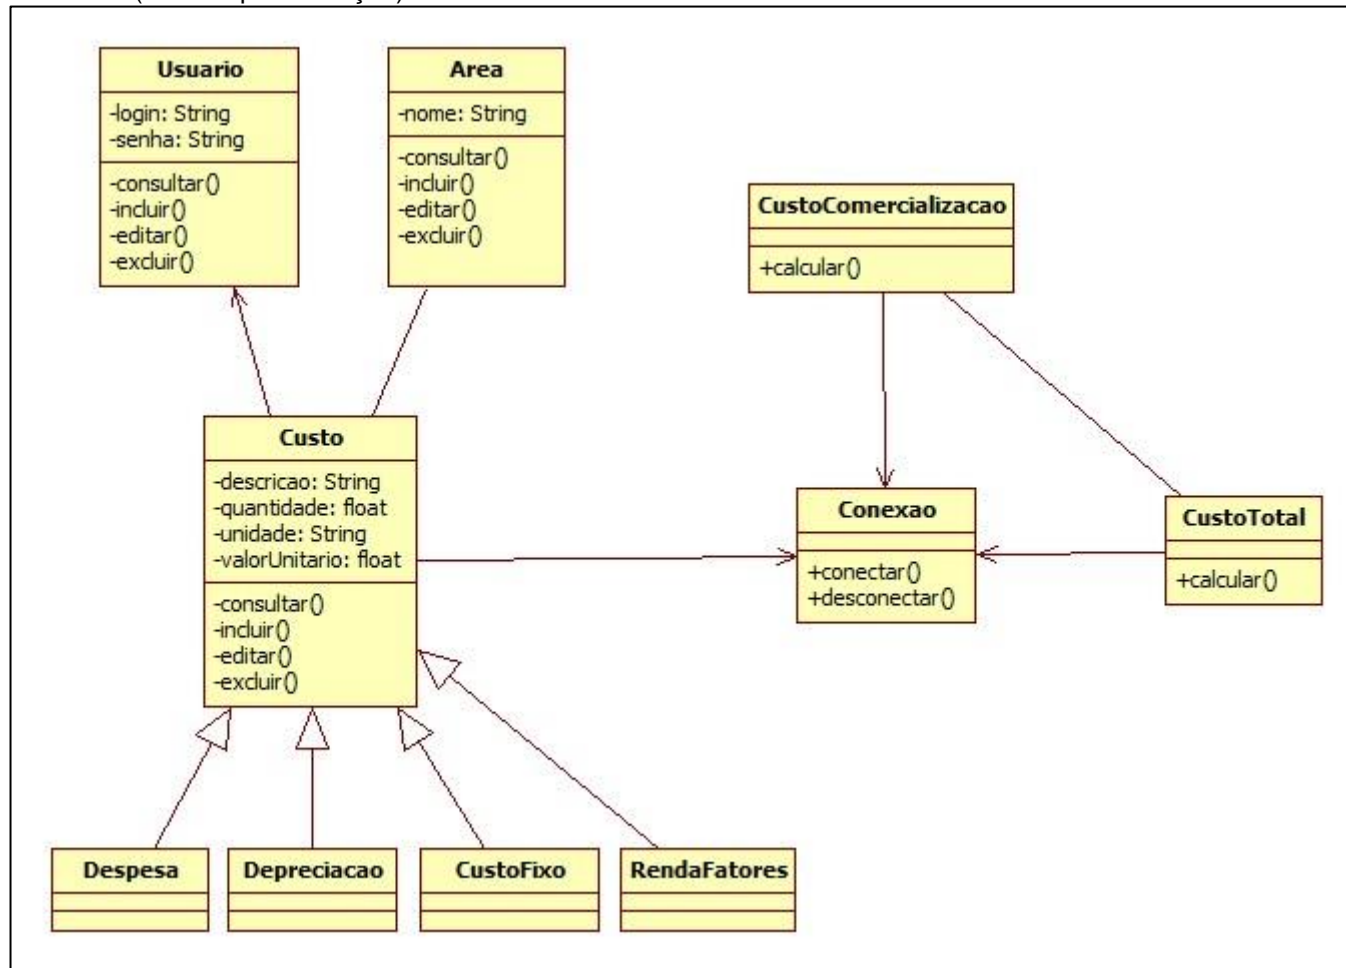 Usuario
-login: String
-senha: String
-consultar()
-incluir()
-editar()
-excluir()
Area
-nome: String
-consultar()
-incluir()
-editar()
-excluir()
CustoComercializacao
+calcular()
Custo
-descricao: String
-quantidade: float
-unidade: String
-valorUnitario: float
-consultar()
-incluir()
-editar()
-excluir()
Conexao
+conectar()
+desconectar()
CustoTotal
+calcular()
Despesa
Depreciacao
CustoFixo
RendaFatores